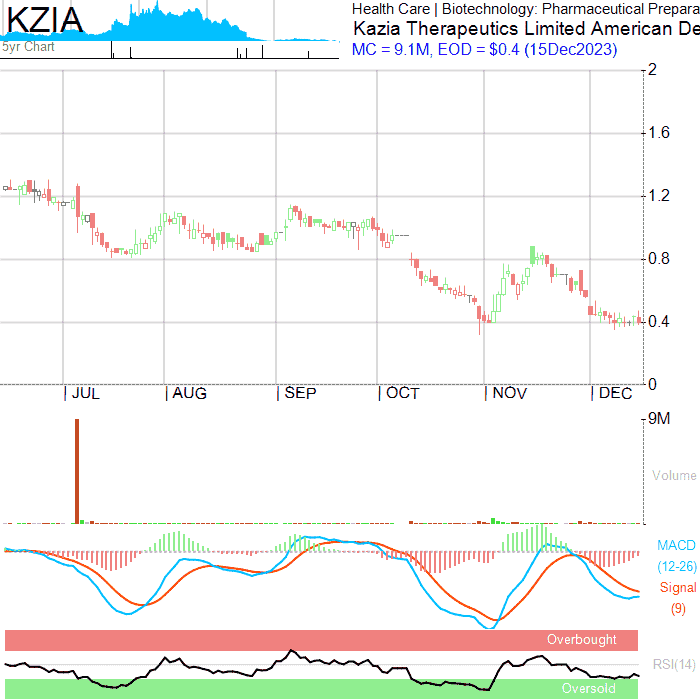 KZIA
5yr Chart
Health Care | Biotechnology: Pharmaceutical Prepara
Kazia Therapeutics Limited American De
MC = 9.1M, EOD = $0.4 (15Dec2023)
2
1.6
1.2
0.8
0.4
0
| JUL | AUG | SEP | OCT | NOV | DEC
9M
Volume
MACD
(12-26)
Signal
(9)
Overbought
RSI(14)
Oversold